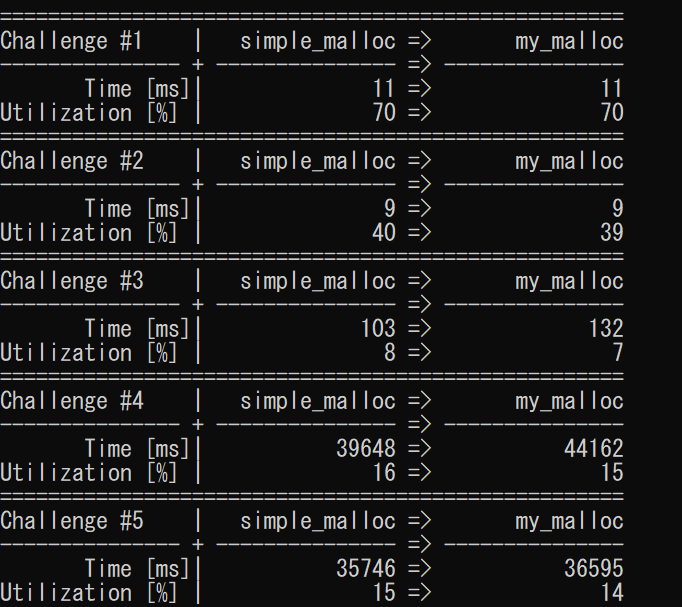 ====================================================
Challenge #1    |   simple_malloc =>       my_malloc
--------------- + --------------- => ---------------
       Time [ms]|              11 =>              11
Utilization [%] |              70 =>              70
====================================================
Challenge #2    |   simple_malloc =>       my_malloc
--------------- + --------------- => ---------------
       Time [ms]|               9 =>               9
Utilization [%] |              40 =>              39
====================================================
Challenge #3    |   simple_malloc =>       my_malloc
--------------- + --------------- => ---------------
       Time [ms]|             103 =>             132
Utilization [%] |               8 =>               7
====================================================
Challenge #4    |   simple_malloc =>       my_malloc
--------------- + --------------- => ---------------
       Time [ms]|           39648 =>           44162
Utilization [%] |              16 =>              15
====================================================
Challenge #5    |   simple_malloc =>       my_malloc
--------------- + --------------- => ---------------
       Time [ms]|           35746 =>           36595
Utilization [%] |              15 =>              14